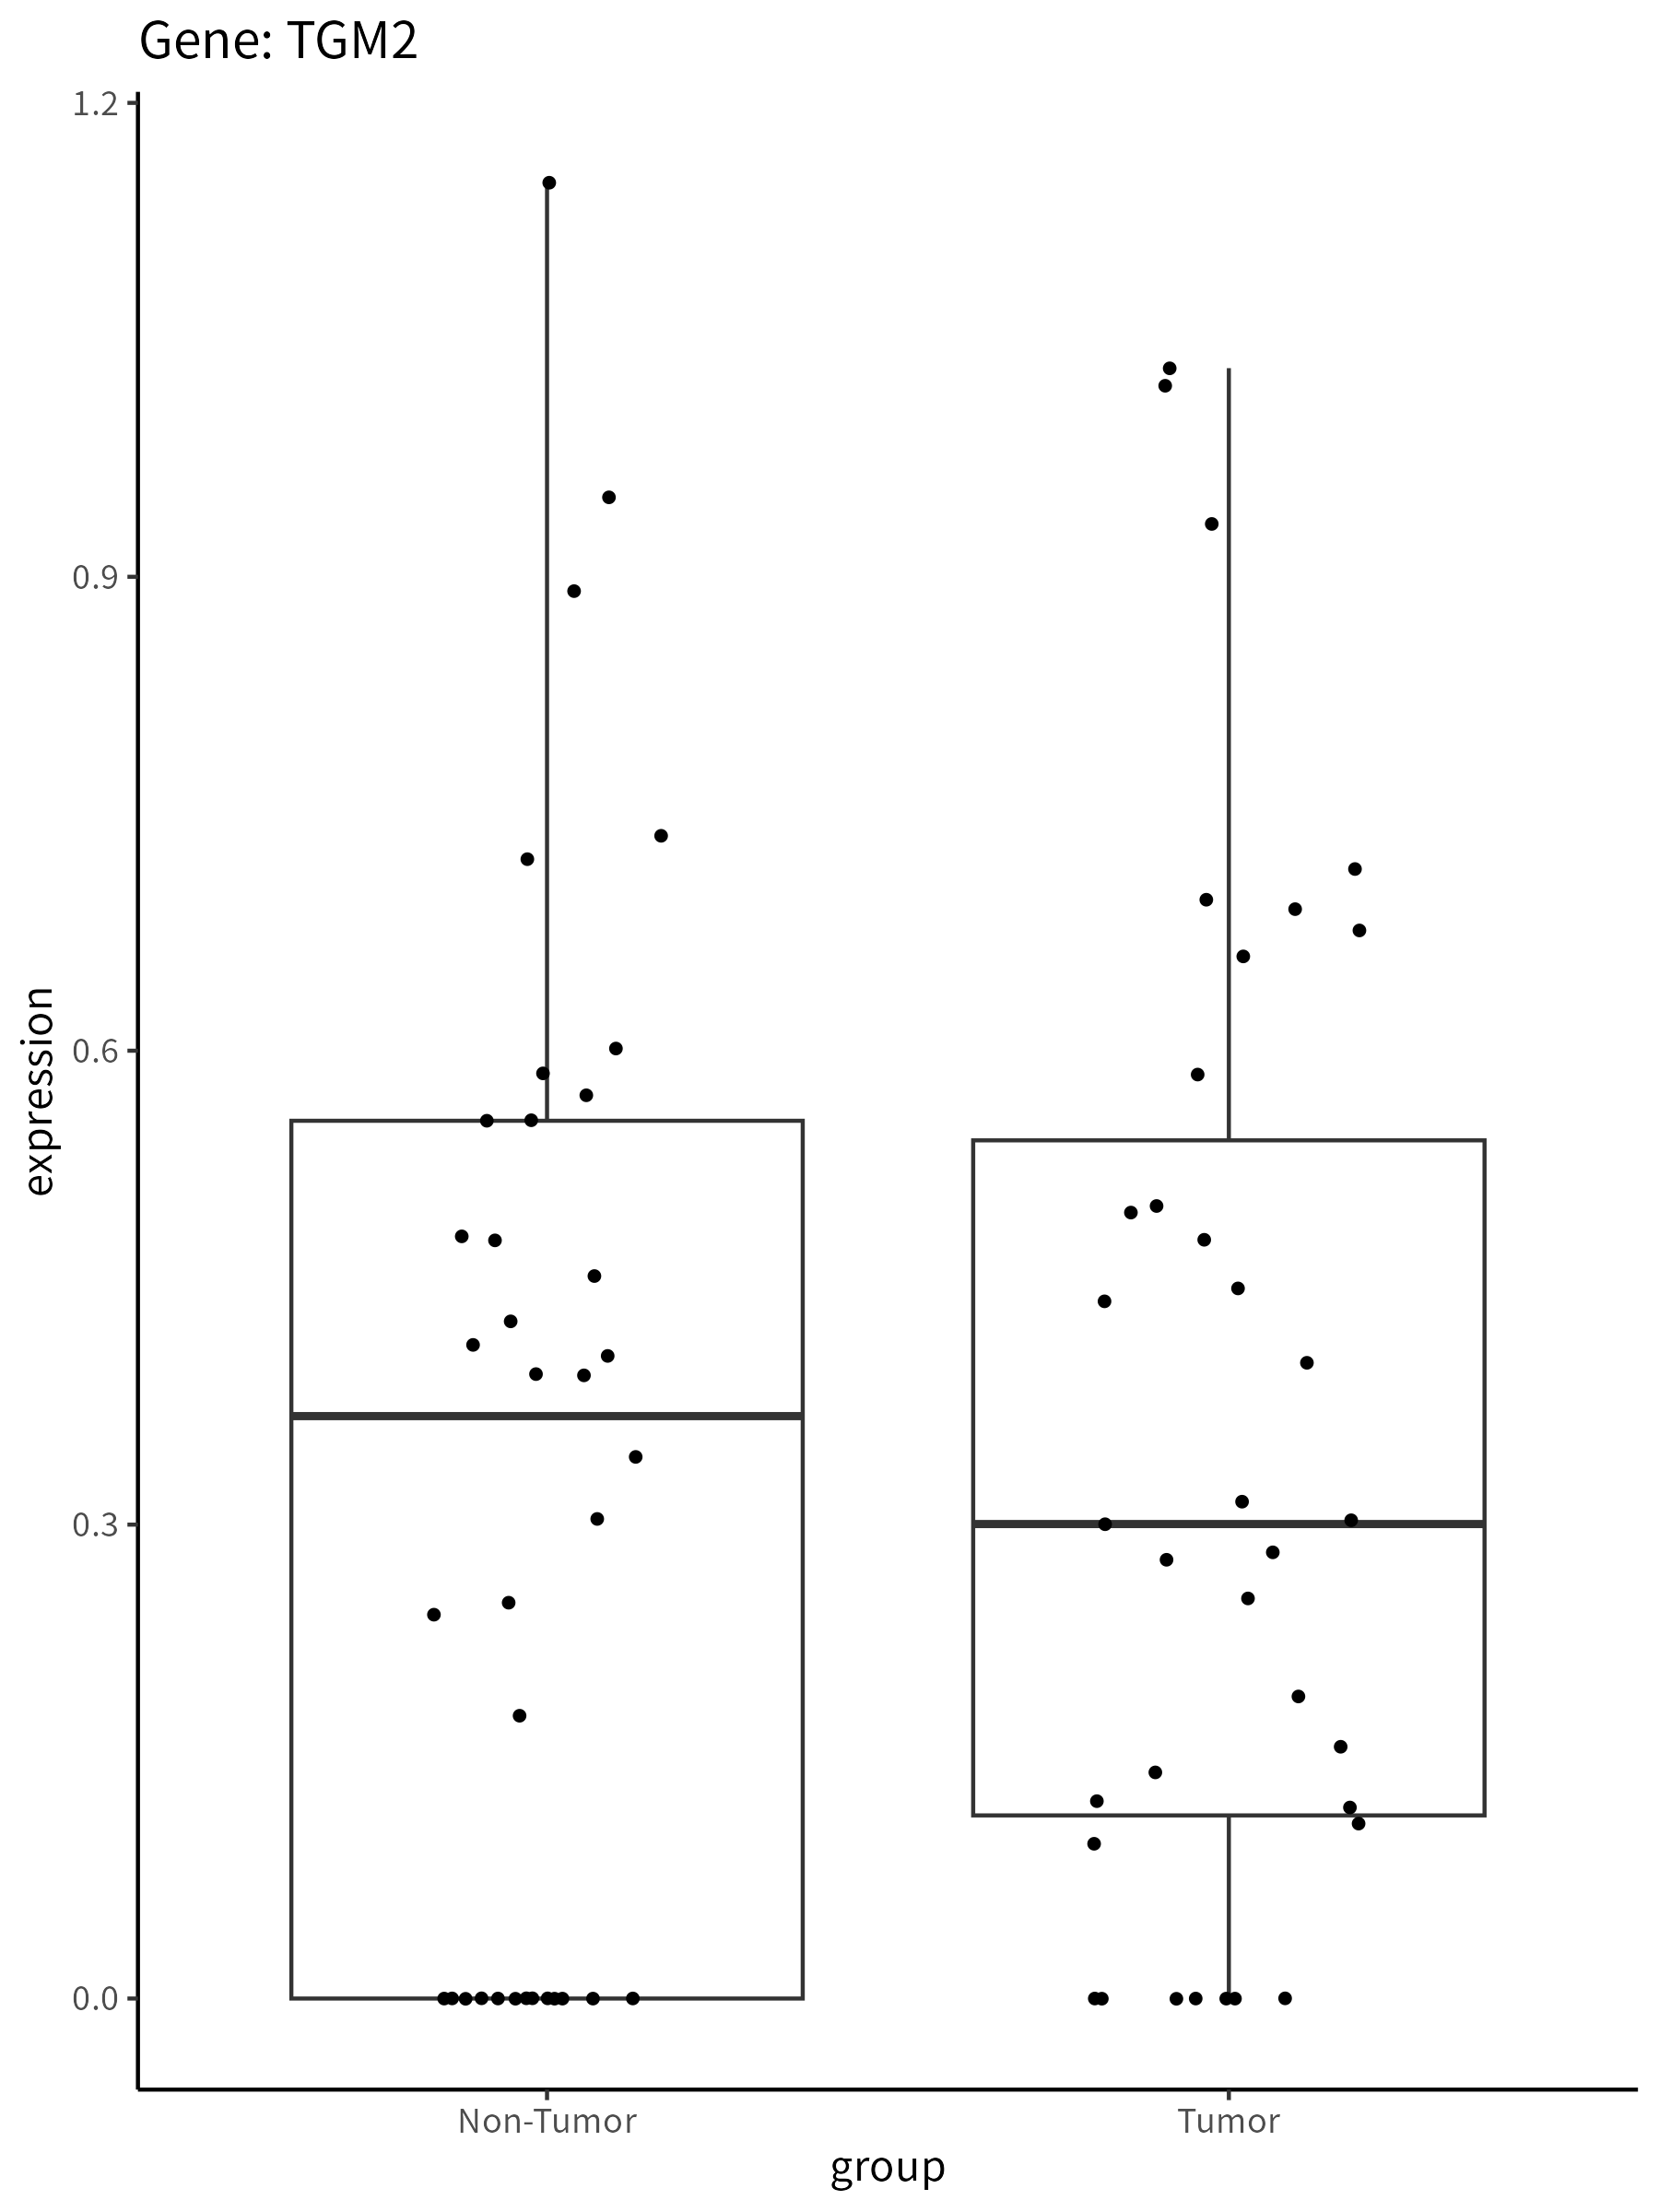 Gene: TGM2
1.2
0.9
0.6
0.3
0.0
expression
Non-Tumor
Tumor
group